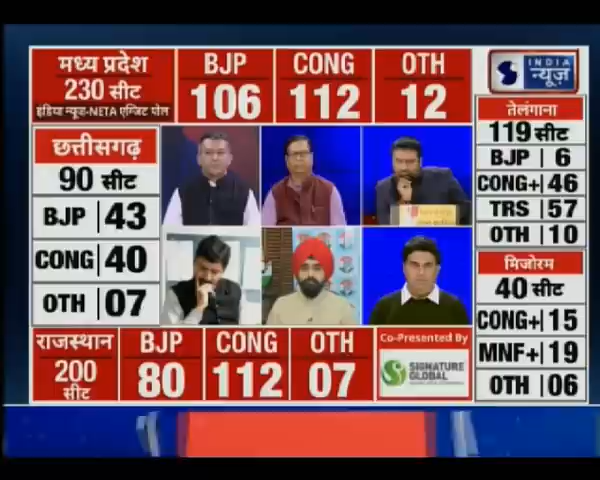 मध्य प्रदेश
230 सीट
इंडिया न्यूज़-NETA एग्जिट पोल
BJP
106
CONG
112
OTH
12
INDIA
न्यूज़
छत्तीसगढ़
90 सीट
BJP 43
CONG 40
OTH 07
तेलंगाना
119 सीट
BJP 6
CONG+ 46
TRS 57
OTH 10
मिजोरम
40 सीट
CONG+ 15
MNF+ 19
OTH 06
राजस्थान
200
सीट
BJP
80
CONG
112
OTH
07
Co-Presented By
SIGNATURE
GLOBAL